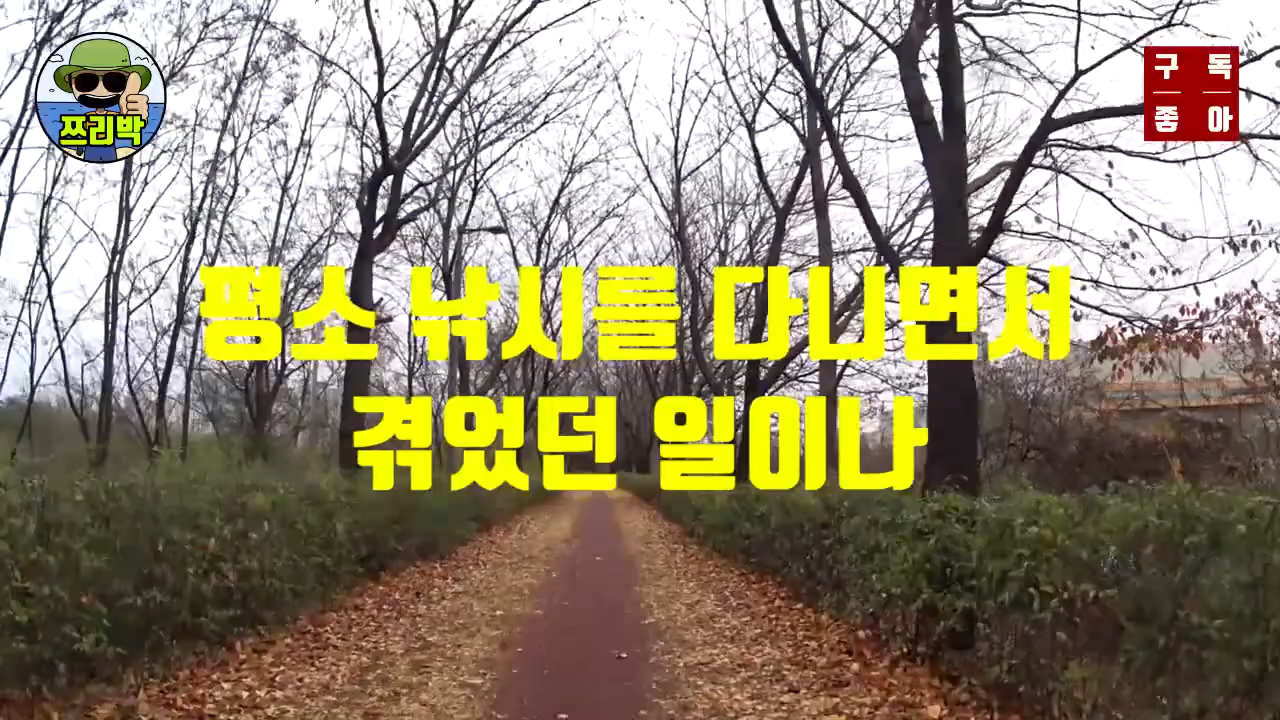 쯔리박
구 독
좋 아
평소 낚시를 다니면서
겪었던 일이나